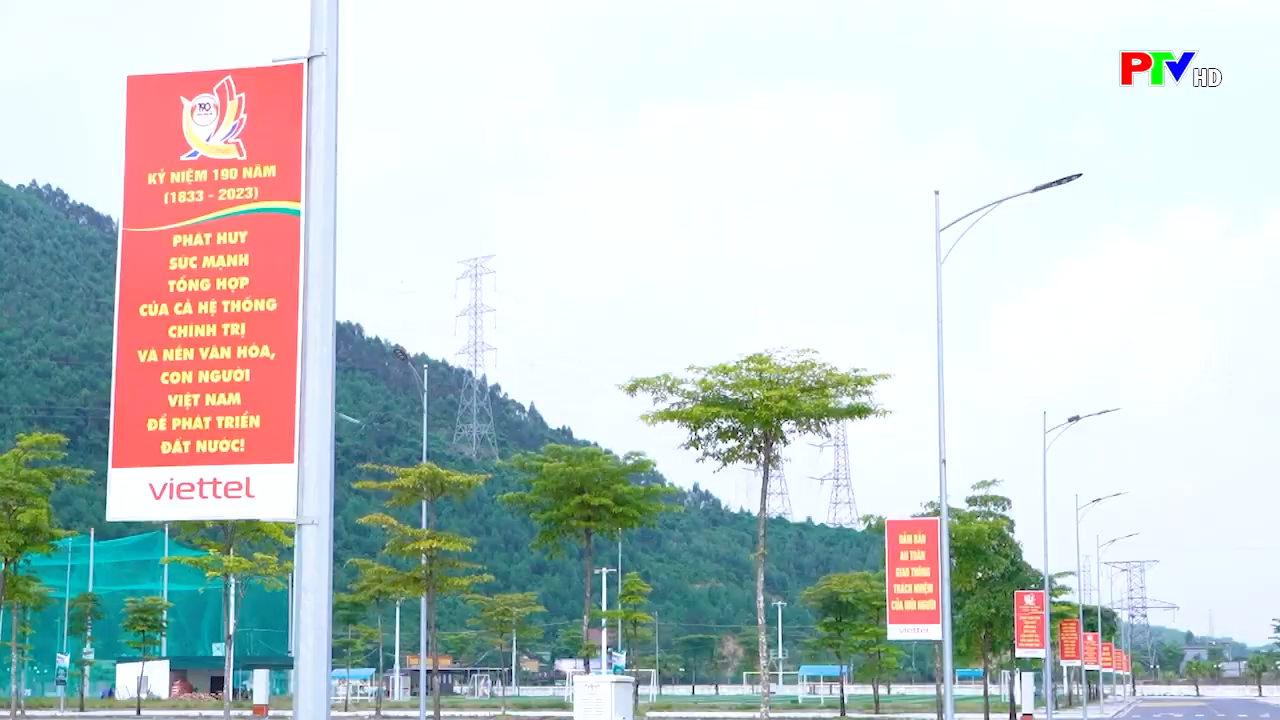 PTV HD
190
KỶ NIỆM 190 NĂM
(1833 - 2023)
PHÁT HUY
SỨC MẠNH
TỔNG HỢP
CỦA CẢ HỆ THỐNG
CHÍNH TRỊ
VÀ NỀN VĂN HÓA,
CON NGƯỜI
VIỆT NAM
ĐỂ PHÁT TRIỂN
ĐẤT NƯỚC!
viettel
ĐẢM BẢO
AN TOÀN
GIAO THÔNG
TRÁCH NHIỆM
CỦA MỖI NGƯỜI
viettel